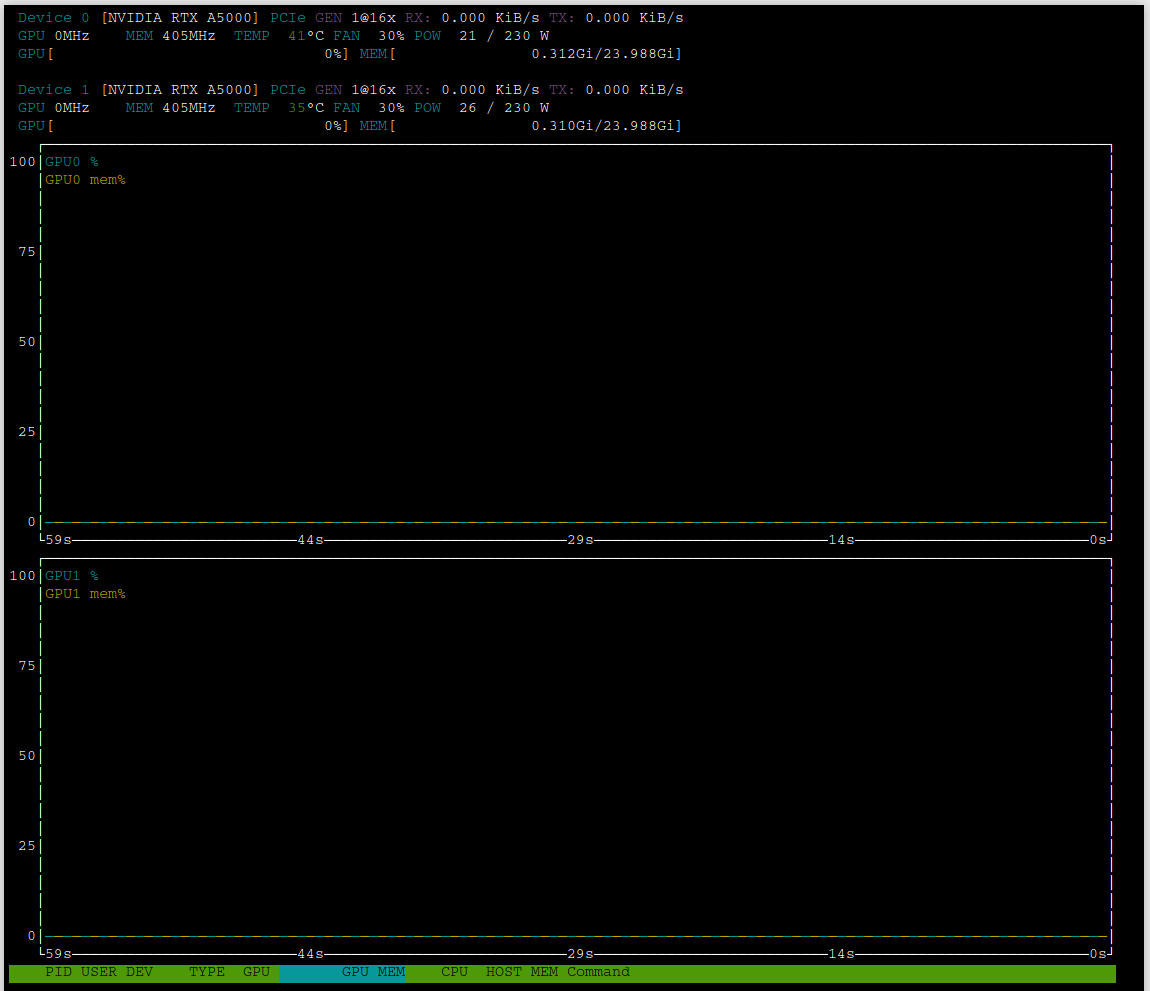 Device 0 [NVIDIA RTX A5000] PCIe GEN 1@16x RX: 0.000 KiB/s TX: 0.000 KiB/s
GPU 0MHz MEM 405MHz TEMP 41°C FAN 30% POW 21 / 230 W
GPU[ 0%] MEM[ 0.312Gi/23.988Gi]
Device 1 [NVIDIA RTX A5000] PCIe GEN 1@16x RX: 0.000 KiB/s TX: 0.000 KiB/s
GPU 0MHz MEM 405MHz TEMP 35°C FAN 30% POW 26 / 230 W
GPU[ 0%] MEM[ 0.310Gi/23.988Gi]
100 GPU0 %
GPU0 mem%
75
50
25
0
59s 44s 29s 14s 0s
100 GPU1 %
GPU1 mem%
75
50
25
0
59s 44s 29s 14s 0s
PID USER DEV TYPE GPU GPU MEM CPU HOST MEM Command